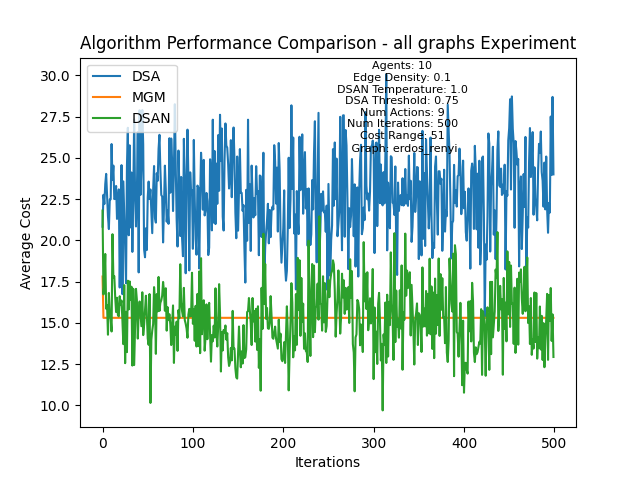 Algorithm Performance Comparison - all graphs Experiment
DSA
MGM
DSAN
Agents: 10
Edge Density: 0.1
DSAN Temperature: 1.0
DSA Threshold: 0.75
Num Actions: 9
Num Iterations: 500
Cost Range: 51
Graph: erdos_renyi
Average Cost
30.0
27.5
25.0
22.5
20.0
17.5
15.0
12.5
10.0
0 100 200 300 400 500
Iterations